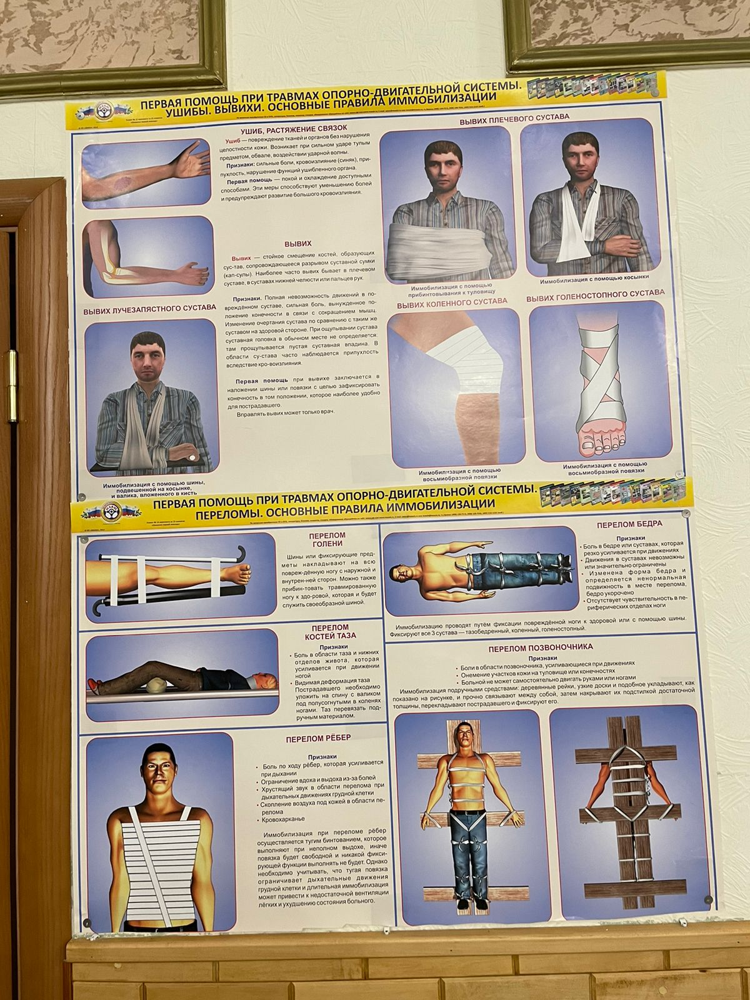 ПЕРВАЯ ПОМОЩЬ ПРИ ТРАВМАХ ОПОРНО-ДВИГАТЕЛЬНОЙ СИСТЕМЫ.
УШИБЫ. ВЫВИХИ. ОСНОВНЫЕ ПРАВИЛА ИММОБИЛИЗАЦИИ
УШИБ, РАСТЯЖЕНИЕ СВЯЗОК
Ушиб — повреждение тканей и органов без нарушения
целостности кожи. Возникает при сильном ударе тупым
предметом, обвале, воздействии ударной волны.
Признаки: сильные боли, кровоизлияние (синяк), при-
пухлость, нарушение функций ушибленного органа.
Первая помощь — покой и охлаждение доступными
способами. Эти меры способствуют уменьшению болей
и предупреждают развитие большого кровоизлияния.
ВЫВИХ
Вывих — стойкое смещение костей, образующих
сус-тав, сопровождающееся разрывом суставной сумки
(кап-сулы). Наиболее часто вывих бывает в плечевом
суставе, в суставах нижней челюсти или пальцев рук.
Признаки. Полная невозможность движений в по-
вреждённом суставе, сильная боль, вынужденное по-
ложение конечности в связи с сокращением мышц.
Изменение очертания сустава по сравнению с таким же
суставом на здоровой стороне. При ощупывании сустава
суставная головка в обычном месте не определяется:
там прощупывается пустая суставная впадина. В
области су-става часто наблюдается припухлость
вследствие кро-воизлияния.
Первая помощь при вывихе заключается в
наложении шины или повязки с целью зафиксировать
конечность в том положении, которое наиболее удобно
для пострадавшего.
Вправлять вывих может только врач.
ВЫВИХ ЛУЧЕЗАПЯСТНОГО СУСТАВА
Иммобилизация с помощью шины,
подвешенной на косынке,
и валика, вложенного в кисть
ВЫВИХИ ПЛЕЧЕВОГО СУСТАВА
Иммобилизация с помощью
прибинтовывания к туловищу
Иммобилизация с помощью косынки
ВЫВИХ КОЛЕННОГО СУСТАВА
Иммобилизация с помощью
восьмиобразной повязки
ВЫВИХ ГОЛЕНОСТОПНОГО СУСТАВА
Иммобилизация с помощью
восьмиобразной повязки
ПЕРВАЯ ПОМОЩЬ ПРИ ТРАВМАХ ОПОРНО-ДВИГАТЕЛЬНОЙ СИСТЕМЫ.
ПЕРЕЛОМЫ. ОСНОВНЫЕ ПРАВИЛА ИММОБИЛИЗАЦИИ
ПЕРЕЛОМ
ГОЛЕНИ
Шины или фиксирующие пред-
меты накладывают на всю
повреж-дённую ногу с наружной и
внутрен-ней сторон. Можно также
прибин-товать травмированную
ногу к здо-ровой, которая и будет
служить своеобразной шиной.
ПЕРЕЛОМ
КОСТЕЙ ТАЗА
Признаки
• Боль в области таза и нижних
отделов живота, которая
усиливается при движении
ногой
• Видимая деформация таза
Пострадавшего необходимо
уложить на спину с валиком
под полусогнутыми в коленях
ногами. Таз перевязать под-
ручным материалом.
ПЕРЕЛОМ РЁБЕР
Признаки
• Боль по ходу рёбер, которая усиливается
при дыхании
• Ограничение вдоха и выдоха из-за болей
• Хрустящий звук в области перелома при
дыхательных движениях грудной клетки
• Скопление воздуха под кожей в области пе-
релома
• Кровохарканье
Иммобилизация при переломе рёбер
осуществляется тугим бинтованием, которое
выполняют при неполном выдохе, иначе
повязка будет свободной и никакой фикси-
рующей функции выполнять не будет. Однако
необходимо учитывать, что тугая повязка
ограничивает дыхательные движения
грудной клетки и длительная иммобилизация
может привести к недостаточной вентиляции
лёгких и ухудшению состояния больного.
ПЕРЕЛОМ БЕДРА
Признаки
• Боль в бедре или суставах, которая
резко усиливается при движениях
• Движения в суставах невозможны
или значительно ограничены
• Изменена форма бедра и
определяется ненормальная
подвижность в месте перелома,
бедро укорочено
• Отсутствует чувствительность в пе-
риферических отделах ноги
Иммобилизацию проводят путём фиксации повреждённой ноги к здоровой или с помощью шины.
Фиксируют все 3 сустава — тазобедренный, коленный, голеностопный.
ПЕРЕЛОМ ПОЗВОНОЧНИКА
Признаки
• Боли в области позвоночника, усиливающиеся при движениях
• Онемение участков кожи на туловище или конечностях
• Больной не может самостоятельно двигать руками или ногами
Иммобилизация подручными средствами: деревянные рейки, узкие доски и подобное укладывают, как
показано на рисунке, и прочно связывают между собой, затем накрывают их подстилкой достаточной
толщины, перекладывают пострадавшего и фиксируют его.